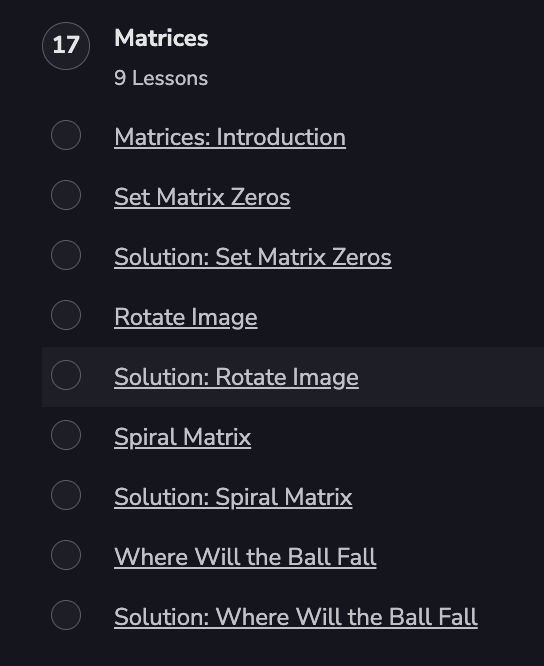 17
Matrices
9 Lessons
Matrices: Introduction
Set Matrix Zeros
Solution: Set Matrix Zeros
Rotate Image
Solution: Rotate Image
Spiral Matrix
Solution: Spiral Matrix
Where Will the Ball Fall
Solution: Where Will the Ball Fall